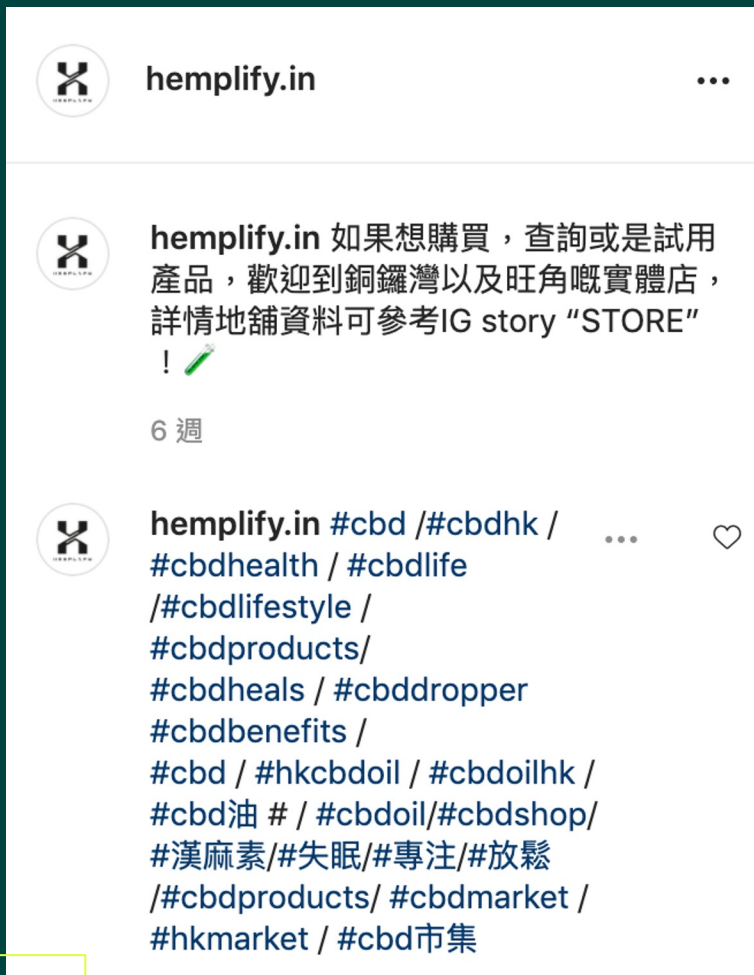 hemplify.in
hemplify.in 如果想購買，查詢或是試用
產品，歡迎到銅鑼灣以及旺角嘅實體店，
詳情地舖資料可參考IG story “STORE”
！🧪
6 週
hemplify.in #cbd /#cbdhk /
#cbdhealth / #cbdlife
/#cbdlifestyle /
#cbdproducts/
#cbdheals / #cbddropper
#cbdbenefits /
#cbd / #hkcbdoil / #cbdoilhk /
#cbd油 # / #cbdoil/#cbdshop/
#漢麻素/#失眠/#專注/#放鬆
/#cbdproducts/ #cbdmarket /
#hkmarket / #cbd市集